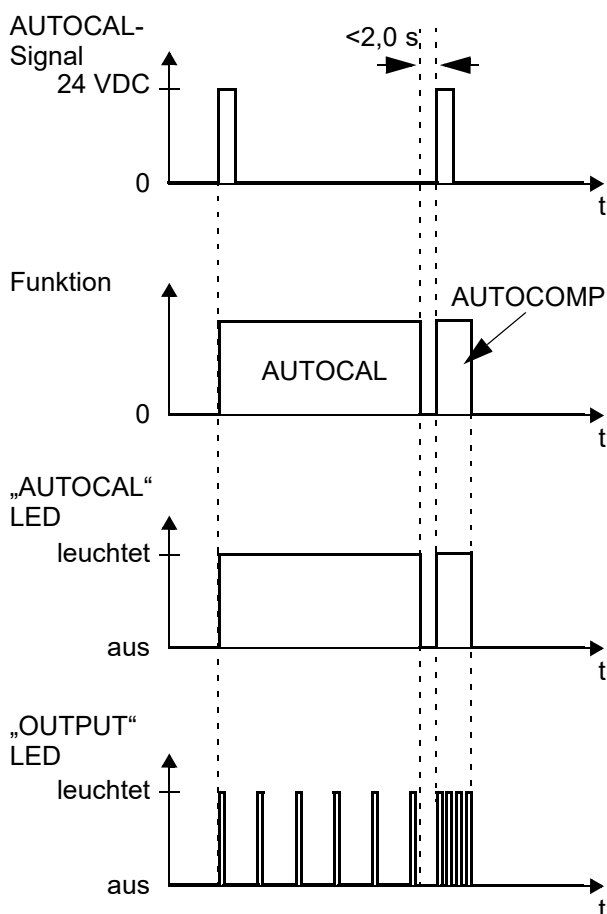 AUTOCAL-
Signal
<2,0 s
24 VDC
0
t
Funktion
AUTOCOMP
AUTOCAL
0
t
„AUTOCAL“
LED
leuchtet
aus
t
„OUTPUT“
LED
leuchtet
aus
t